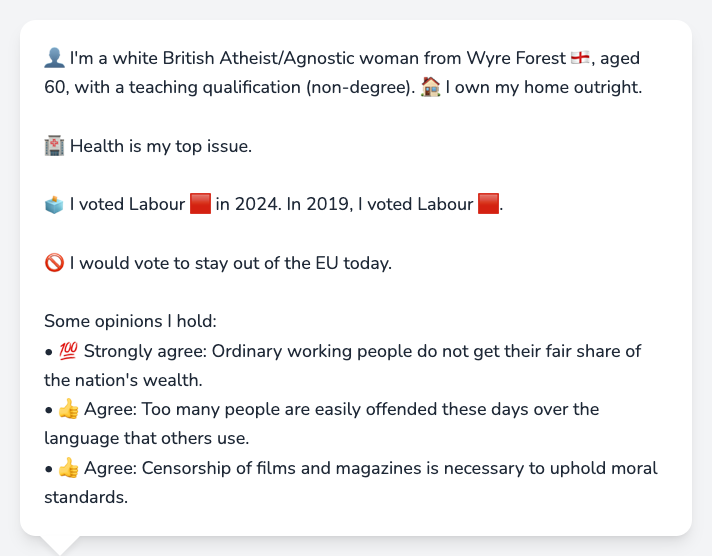 👤 I'm a white British Atheist/Agnostic woman from Wyre Forest 🏴󠁧󠁢󠁥󠁮󠁧󠁿, aged
60, with a teaching qualification (non-degree). 🏠 I own my home outright.
🏥 Health is my top issue.
🗳️ I voted Labour 🟥 in 2024. In 2019, I voted Labour 🟥.
🚫 I would vote to stay out of the EU today.
Some opinions I hold:
• 💯 Strongly agree: Ordinary working people do not get their fair share of
the nation's wealth.
• 👍 Agree: Too many people are easily offended these days over the
language that others use.
• 👍 Agree: Censorship of films and magazines is necessary to uphold moral
standards.